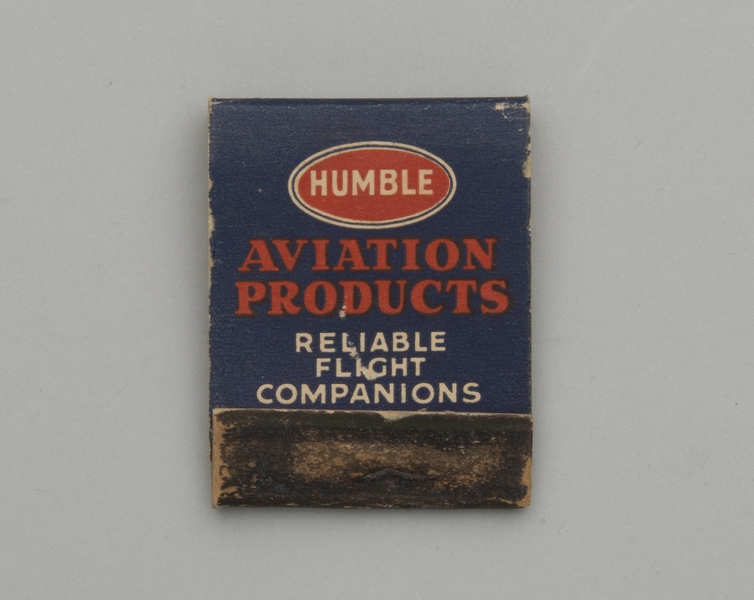 HUMBLE
AVIATION
PRODUCTS
RELIABLE
FLIGHT
COMPANIONS